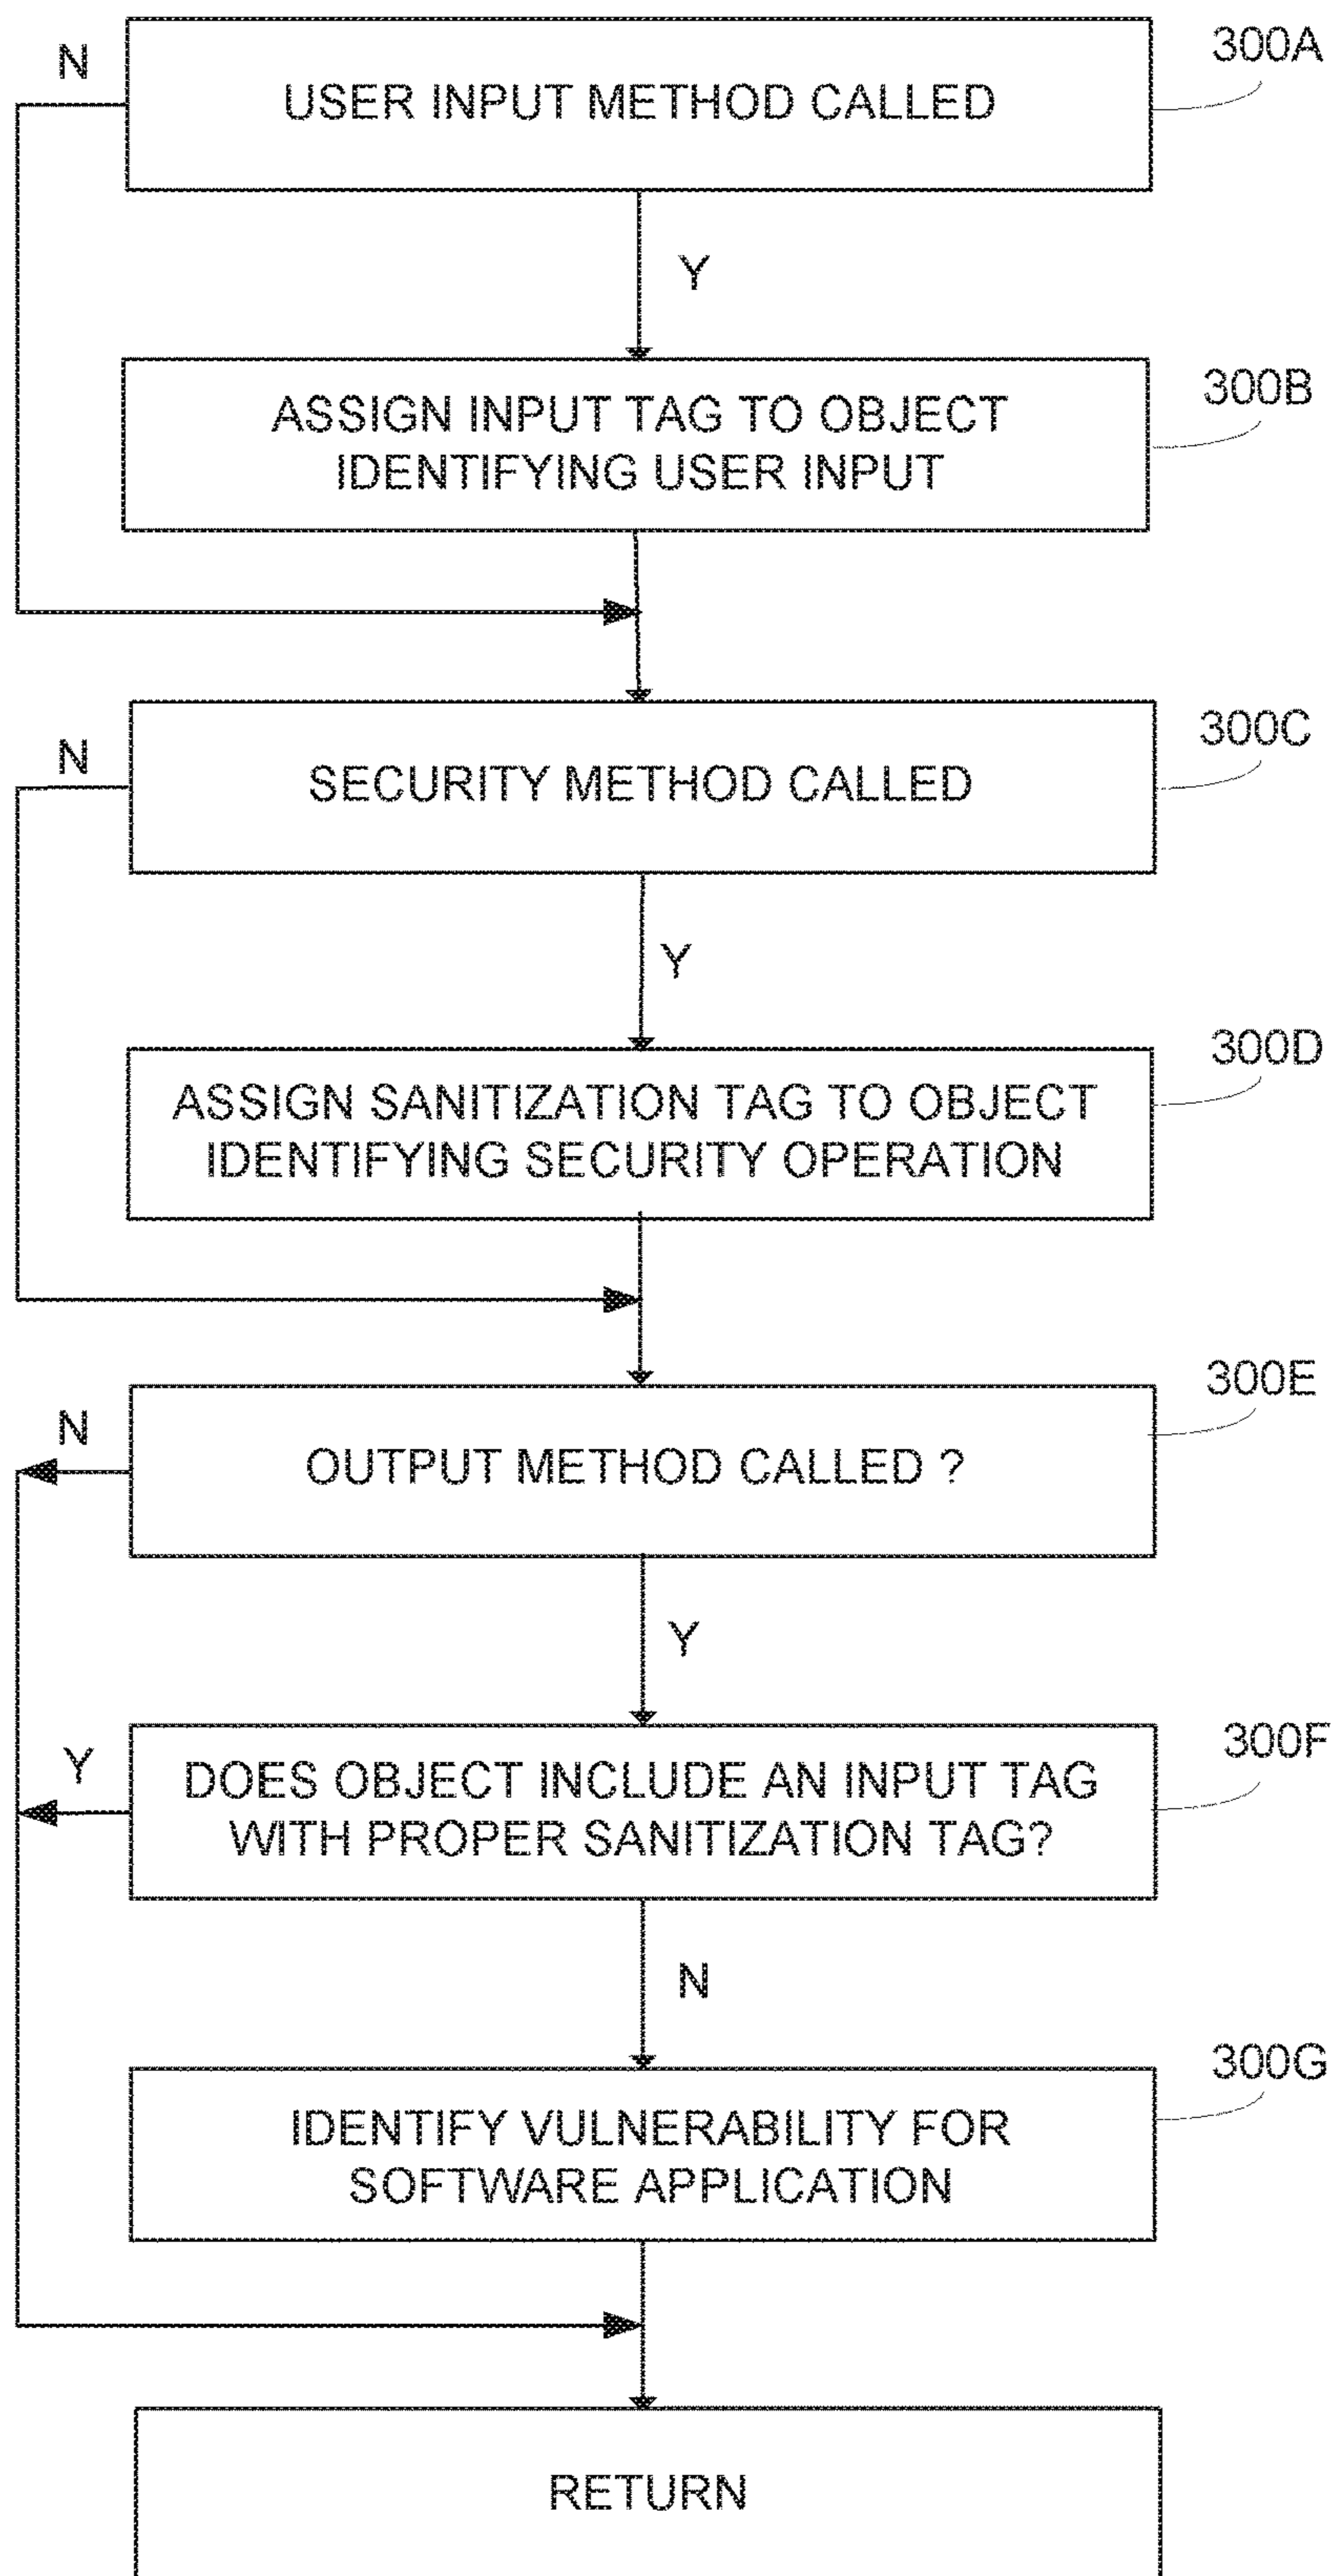 300A
N
USER INPUT METHOD CALLED
Y
300B
ASSIGN INPUT TAG TO OBJECT
IDENTIFYING USER INPUT
300C
N
SECURITY METHOD CALLED
Y
300D
ASSIGN SANITIZATION TAG TO OBJECT
IDENTIFYING SECURITY OPERATION
300E
N
OUTPUT METHOD CALLED ?
Y
300F
Y
DOES OBJECT INCLUDE AN INPUT TAG
WITH PROPER SANITIZATION TAG?
N
300G
IDENTIFY VULNERABILITY FOR
SOFTWARE APPLICATION
RETURN